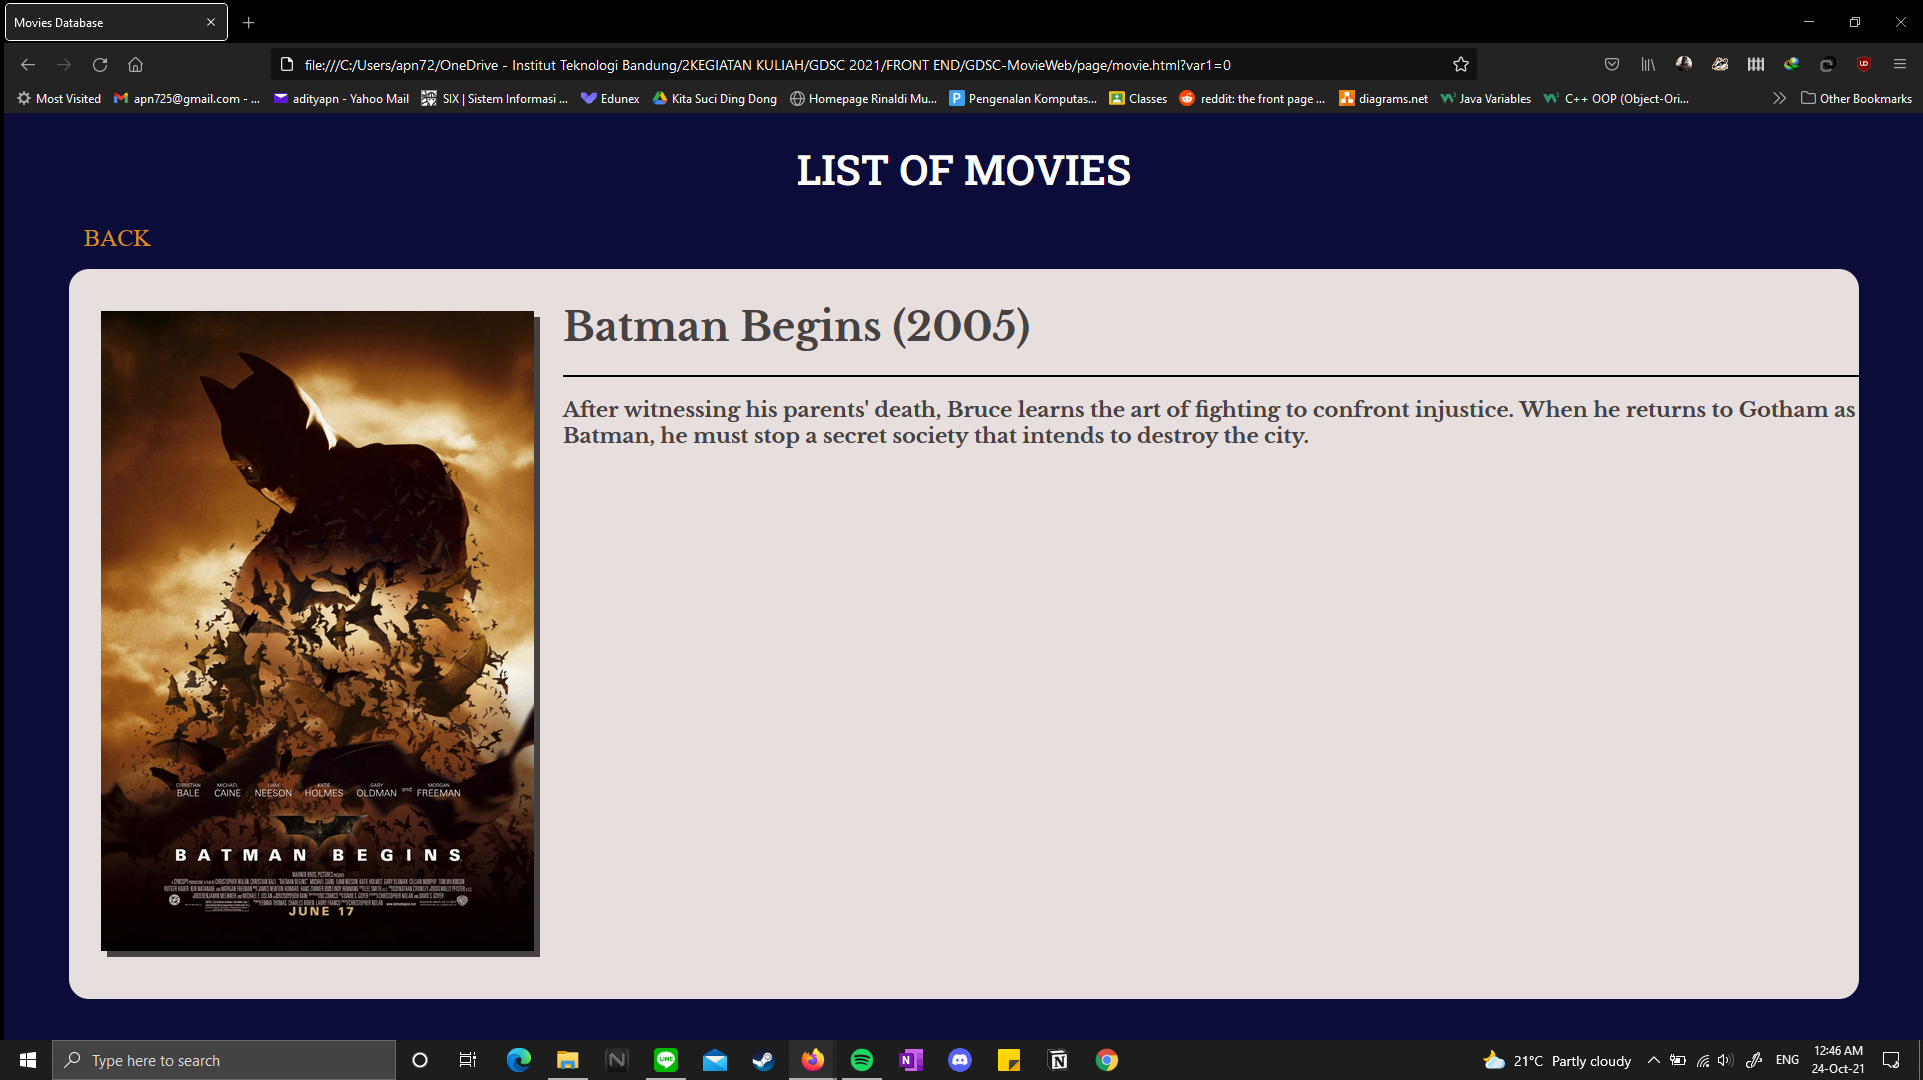 Movies Database
file:///C:/Users/apn72/OneDrive - Institut Teknologi Bandung/2KEGIATAN KULIAH/GDSC 2021/FRONT END/GDSC-MovieWeb/page/movie.html?var1=0
Most Visited apn725@gmail.com - ... adityapn - Yahoo Mail SIX | Sistem Informasi ... Edunex Kita Suci Ding Dong Homepage Rinaldi Mu... Pengenalan Komputas... Classes reddit: the front page ... diagrams.net Java Variables C++ OOP (Object-Ori... Other Bookmarks
LIST OF MOVIES
BACK
Batman Begins (2005)
After witnessing his parents' death, Bruce learns the art of fighting to confront injustice. When he returns to Gotham as
Batman, he must stop a secret society that intends to destroy the city.
CHRISTIAN BALE MICHAEL CAINE LIAM NEESON KATIE HOLMES GARY OLDMAN and MORGAN FREEMAN
BATMAN BEGINS
WARNER BROS. PICTURES PRESENTS
JUNE 17
Type here to search
21°C Partly cloudy
ENG
12:46 AM
24-Oct-21